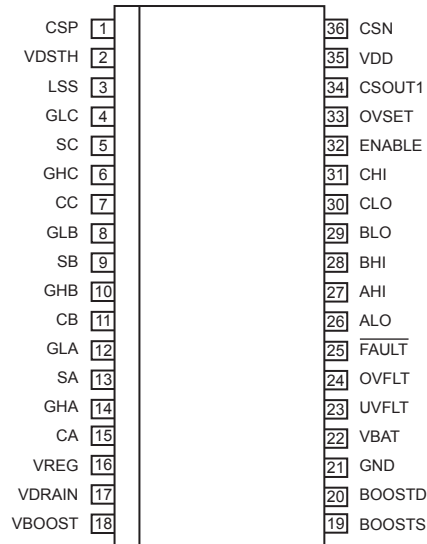 CSP 1 36 CSN
VDSTH 2 35 VDD
LSS 3 34 CSOUT1
GLC 4 33 OVSET
SC 5 32 ENABLE
GHC 6 31 CHI
CC 7 30 CLO
GLB 8 29 BLO
SB 9 28 BHI
GHB 10 27 AHI
CB 11 26 ALO
GLA 12 25 FAULT
SA 13 24 OVFLT
GHA 14 23 UVFLT
CA 15 22 VBAT
VREG 16 21 GND
VDRAIN 17 20 BOOSTD
VBOOST 18 19 BOOSTS